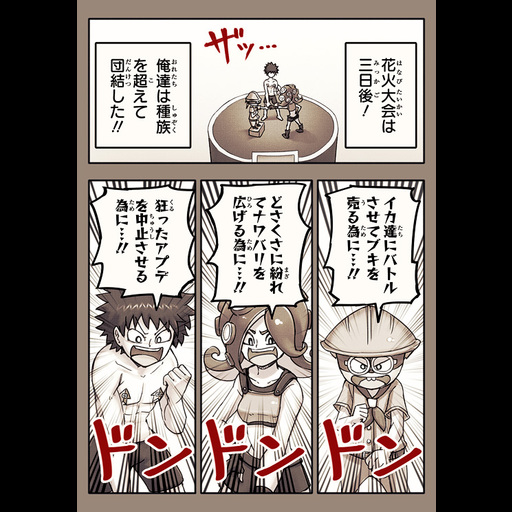 花火大会は
三日後!
ザッ…
俺達は種族
を超えて
団結した!!
イカ達にバトル
させてブキを
売る為に…!!
どさくさに紛れ
てナワバリを
広げる為に…!!
狂ったアプデ
を中止させる
為に…!!
ドン
ドン
ドン